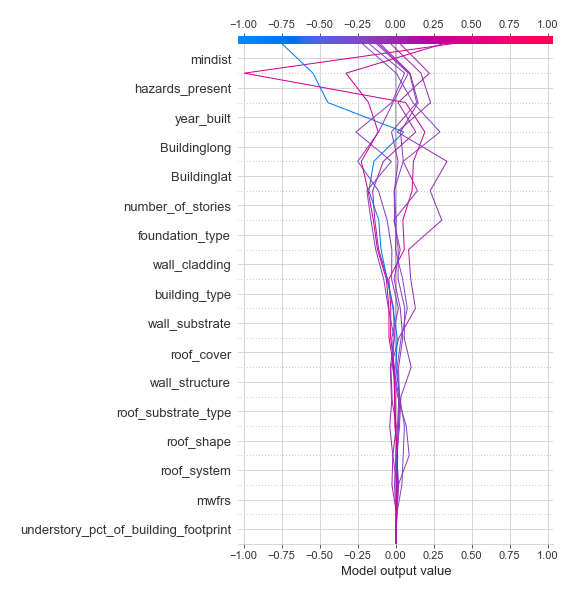 −1.00 −0.75 −0.50 −0.25 0.00 0.25 0.50 0.75 1.00
mindist
hazards_present
year_built
Buildinglong
Buildinglat
number_of_stories
foundation_type
wall_cladding
building_type
wall_substrate
roof_cover
wall_structure
roof_substrate_type
roof_shape
roof_system
mwfrs
understory_pct_of_building_footprint
−1.00 −0.75 −0.50 −0.25 0.00 0.25 0.50 0.75 1.00
Model output value